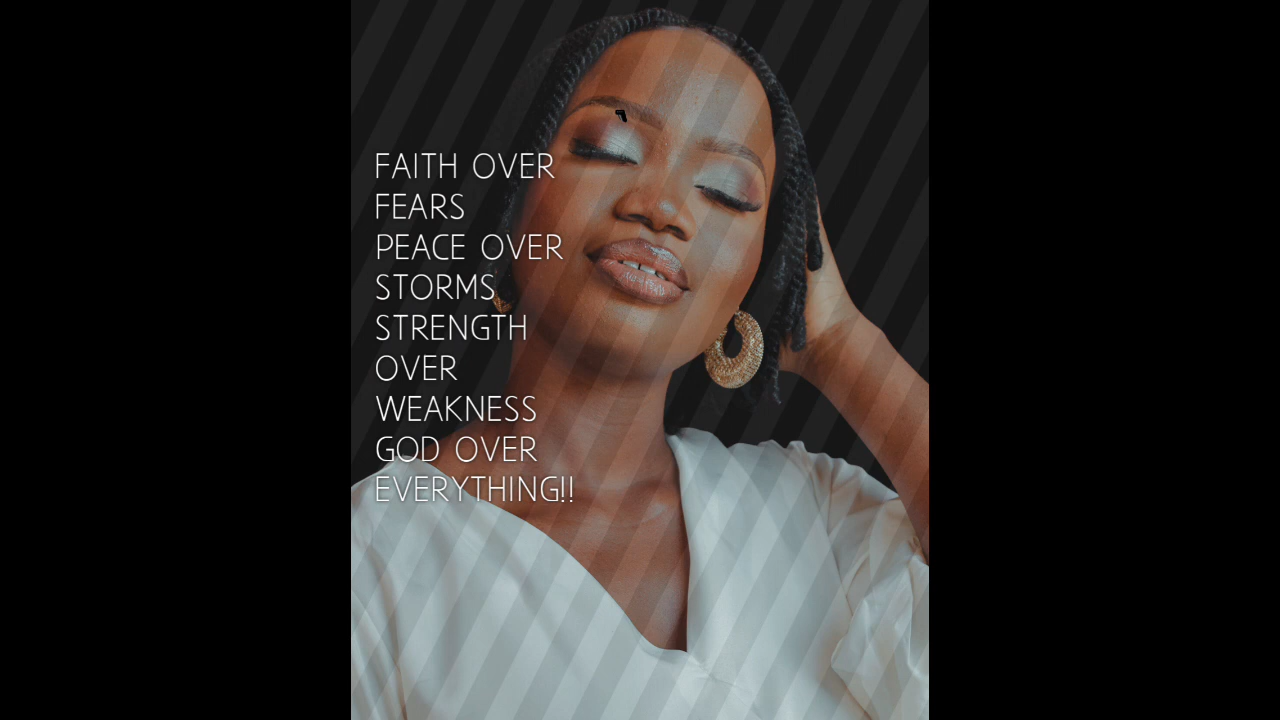 FAITH OVER
FEARS
PEACE OVER
STORMS
STRENGTH
OVER
WEAKNESS
GOD OVER
EVERYTHING!!